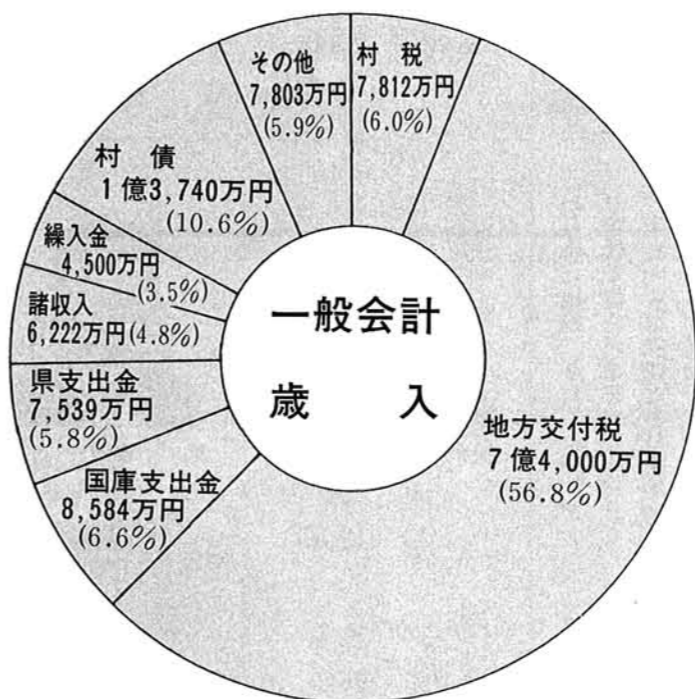 一般会計
歳入
村税
7,812万円
(6.0%)
地方交付税
7億4,000万円
(56.8%)
国庫支出金
8,584万円
(6.6%)
県支出金
7,539万円
(5.8%)
諸収入
6,222万円(4.8%)
繰入金
4,500万円
(3.5%)
村債
1億3,740万円
(10.6%)
その他
7,803万円
(5.9%)